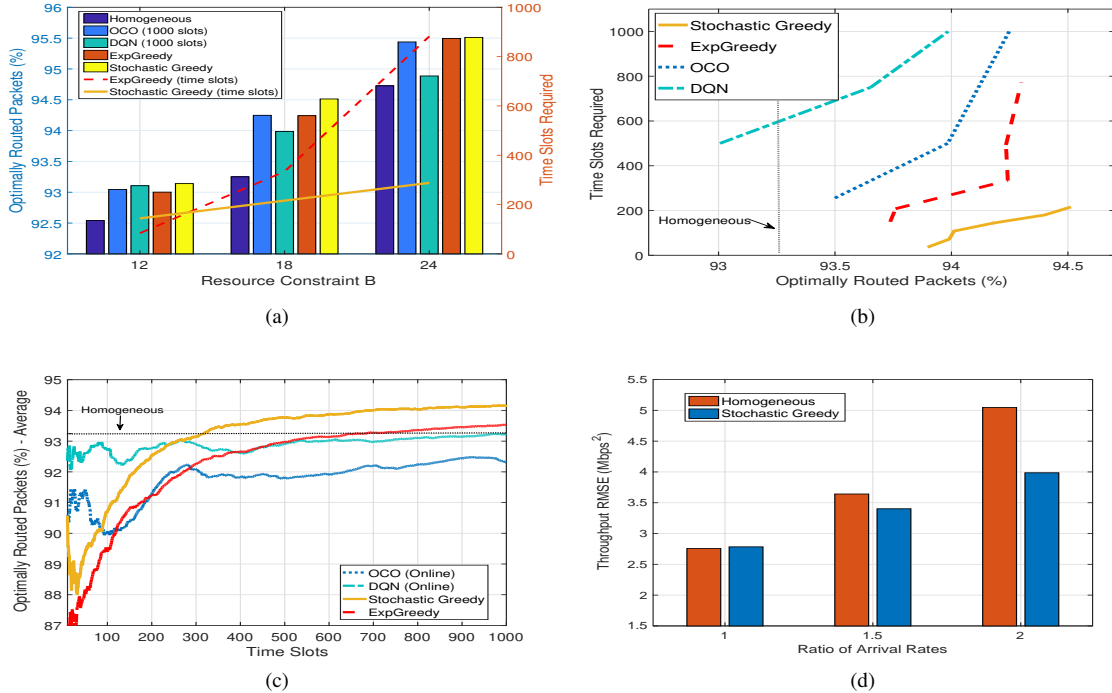 96
95.5
95
94.5
94
93.5
93
92.5
92
Optimally Routed Packets (%)
Homogeneous
OCO (1000 slots)
DQN (1000 slots)
ExpGreedy
Stochastic Greedy
ExpGreedy (time slots)
Stochastic Greedy (time slots)
1000
800
600
400
200
0
Time Slots Required
12 18 24
Resource Constraint B
(a)
1000
800
600
400
200
0
Time Slots Required
Stochastic Greedy
ExpGreedy
OCO
DQN
Homogeneous
93 93.5 94 94.5
Optimally Routed Packets (%)
(b)
95
94
93
92
91
90
89
88
87
Optimally Routed Packets (%) - Average
Homogeneous
OCO (Online)
DQN (Online)
Stochastic Greedy
ExpGreedy
100 200 300 400 500 600 700 800 900 1000
Time Slots
(c)
5.5
5
4.5
4
3.5
3
2.5
2
1.5
Throughput RMSE (Mbps²)
Homogeneous
Stochastic Greedy
1 1.5 2
Ratio of Arrival Rates
(d)